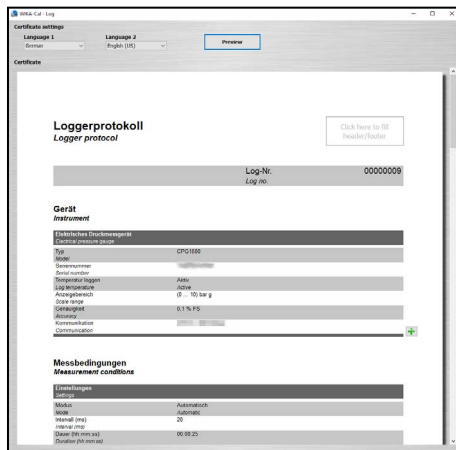 WIKA-Cal - Log
Certificate settings
Language 1
Language 2
German
English (US)
Preview
Certificate
Loggerprotokoll
Logger protocol
Click here to fill
header/footer
Log-Nr.
00000009
Log no.
Gerät
Instrument
Elektrisches Druckmessgerät
Electrical pressure gauge
Typ
CPG1500
Model
Seriennummer
Serial number
Temperatur loggen
Aktiv
Log temperature
Active
Anzeigebereich
(0 ... 10) bar g
Scale range
Genauigkeit
0,1 % FS
Accuracy
Kommunikation
Communication
Messbedingungen
Measurement conditions
Einstellungen
Settings
Modus
Automatisch
Mode
Automatic
Intervall (ms)
20
Interval (ms)
Dauer (hh:mm:ss)
00:00:25
Duration (hh:mm:ss)